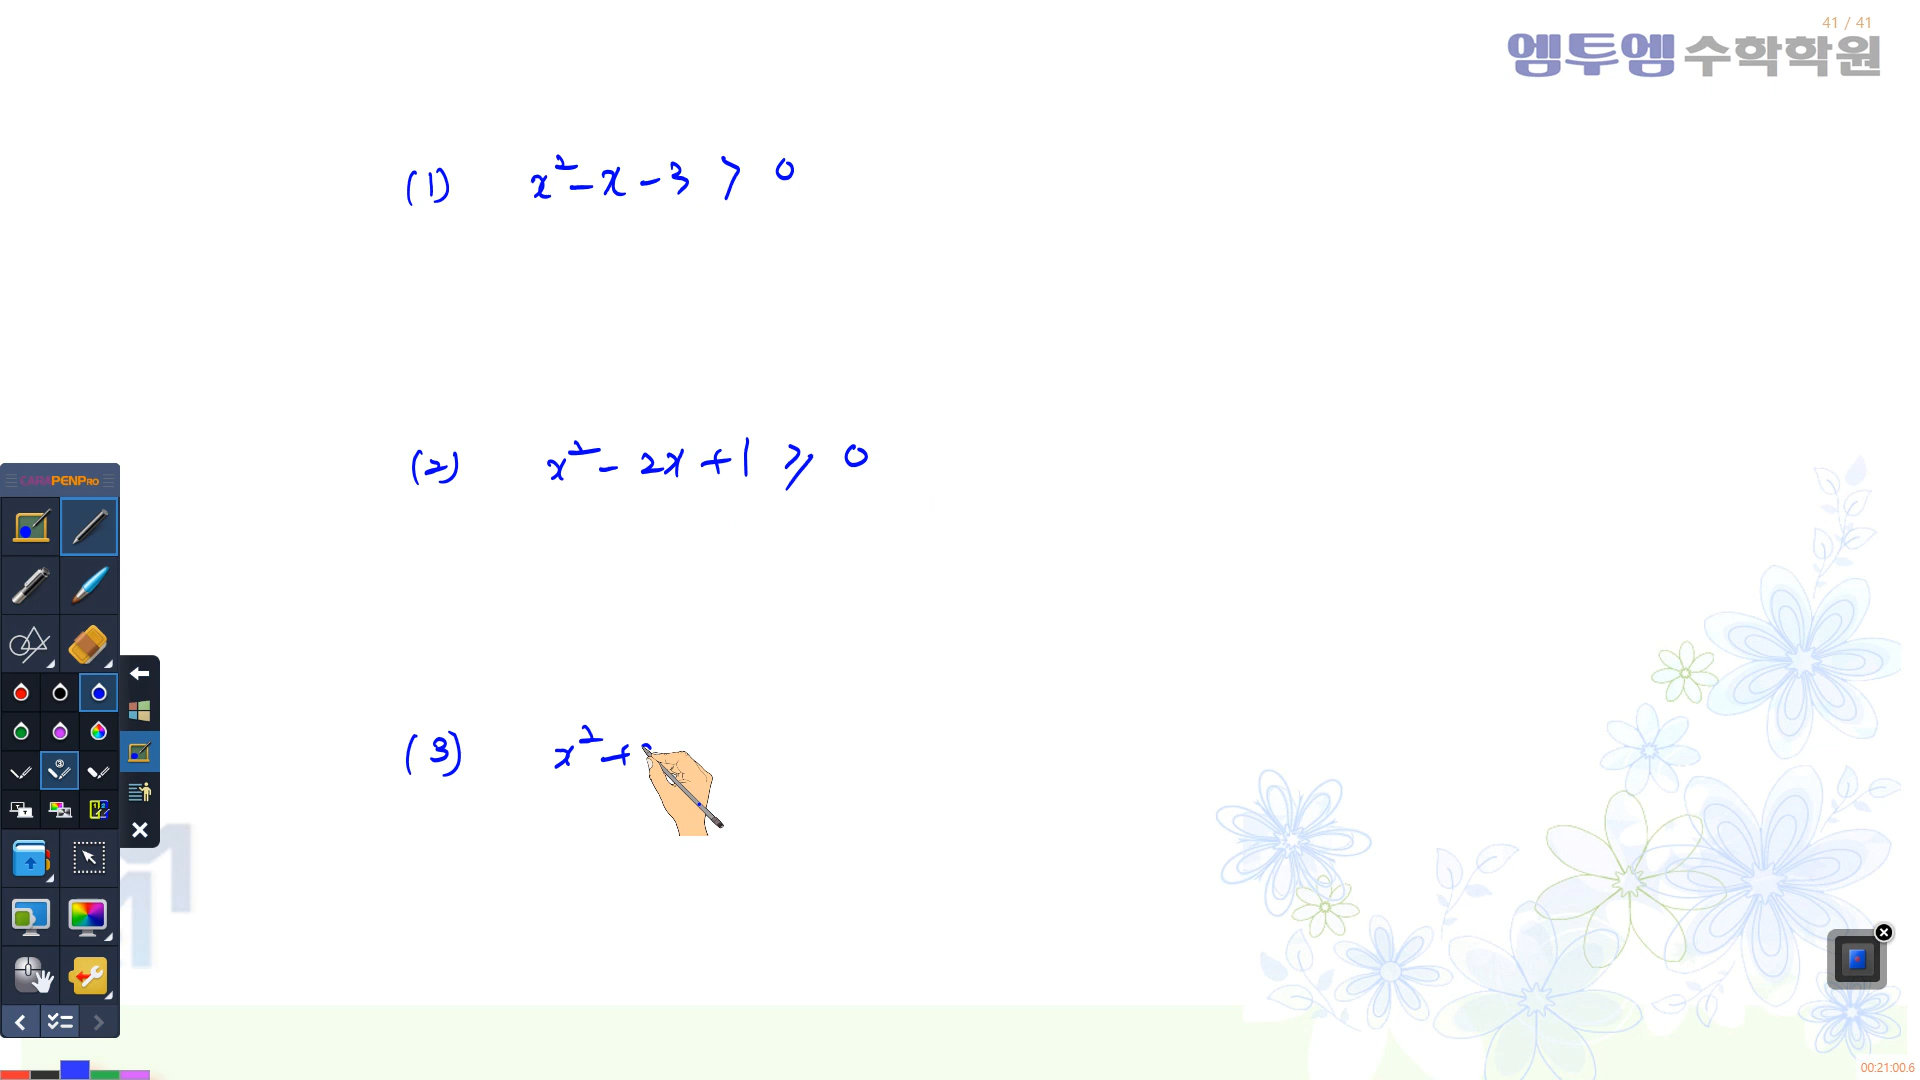 41 / 41
엠투엠 수학학원
(1) x² - x - 3 > 0
(2) x² - 2x + 1 ≥ 0
CARAPENPRO
(3) x² +
00:21:00.6